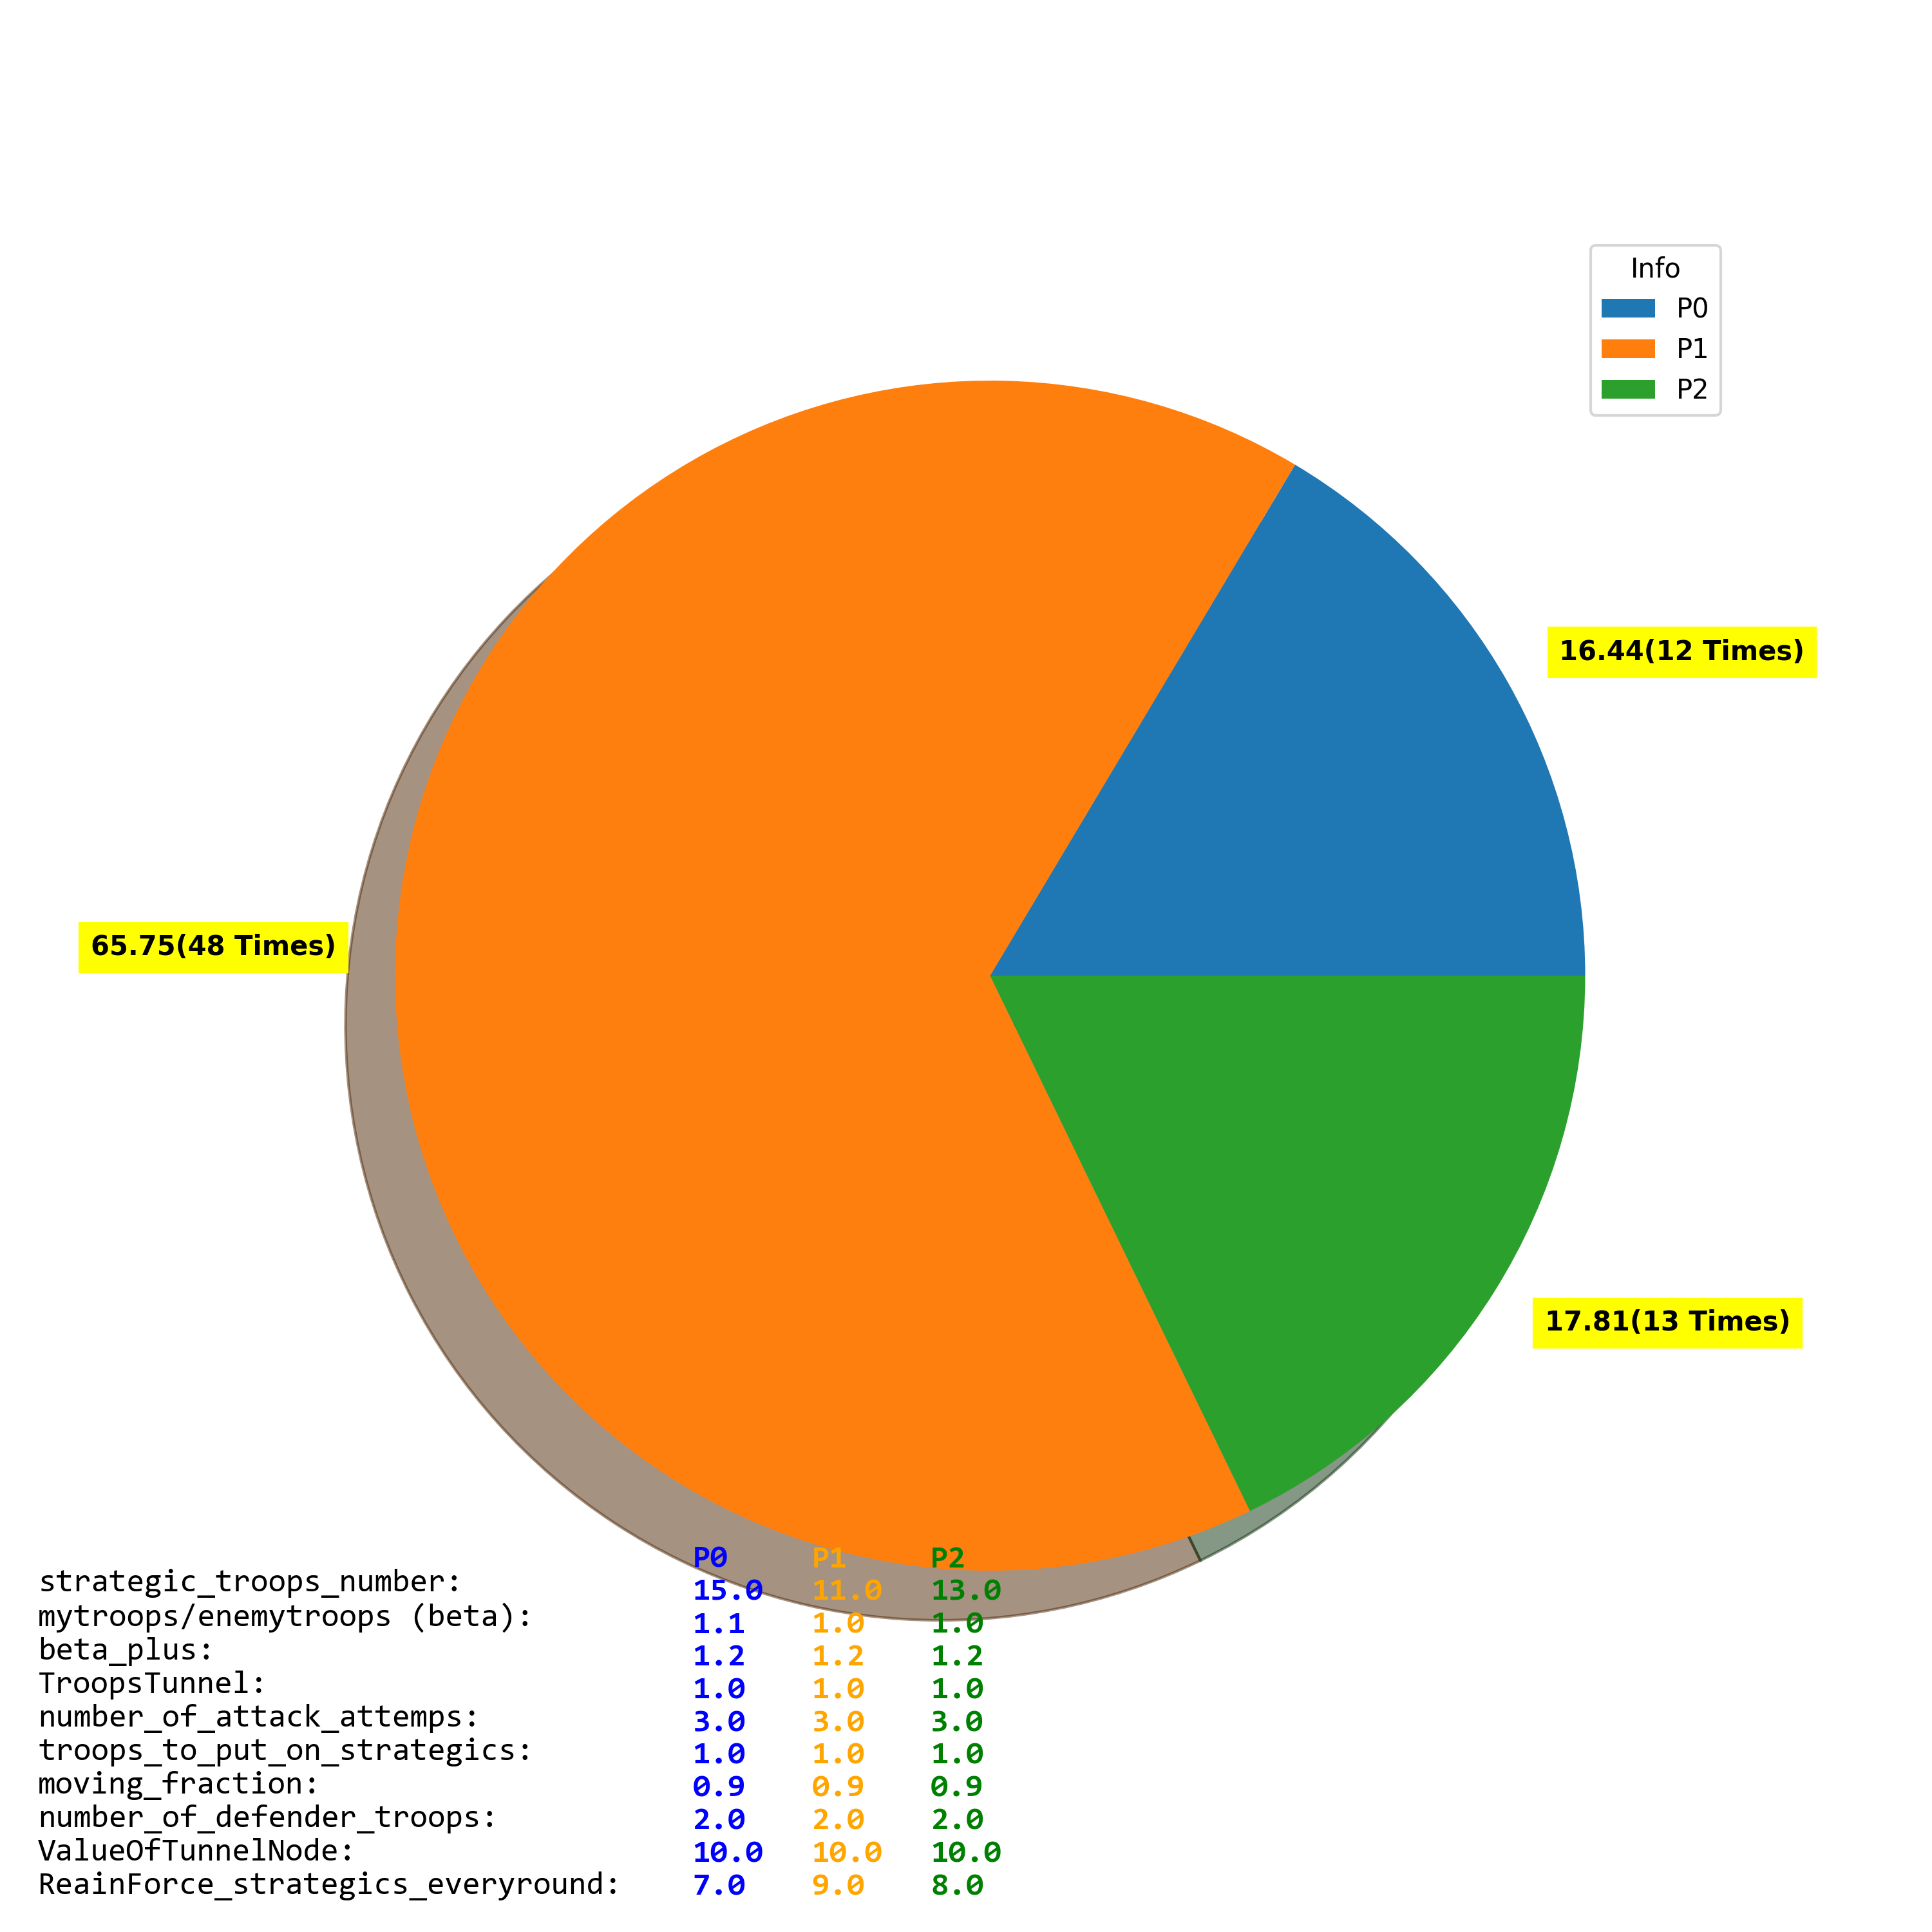 Info
P0
P1
P2
16.44(12 Times)
65.75(48 Times)
17.81(13 Times)
P0 P1 P2
strategic_troops_number: 15.0 11.0 13.0
mytroops/enemytroops (beta): 1.1 1.0 1.0
beta_plus: 1.2 1.2 1.2
TroopsTunnel: 1.0 1.0 1.0
number_of_attack_attemps: 3.0 3.0 3.0
troops_to_put_on_strategics: 1.0 1.0 1.0
moving_fraction: 0.9 0.9 0.9
number_of_defender_troops: 2.0 2.0 2.0
ValueOfTunnelNode: 10.0 10.0 10.0
ReainForce_strategics_everyround: 7.0 9.0 8.0